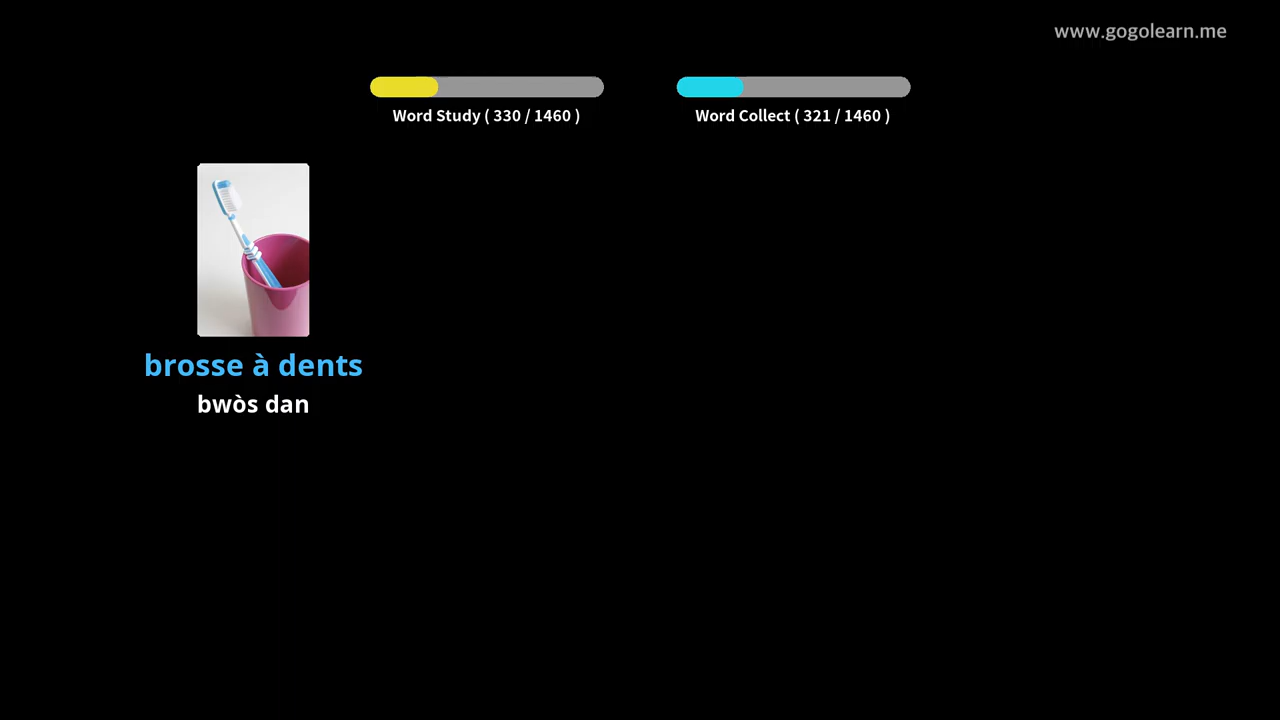 www.gogolearn.me
Word Study ( 330 / 1460 )
Word Collect ( 321 / 1460 )
brosse à dents
bwòs dan